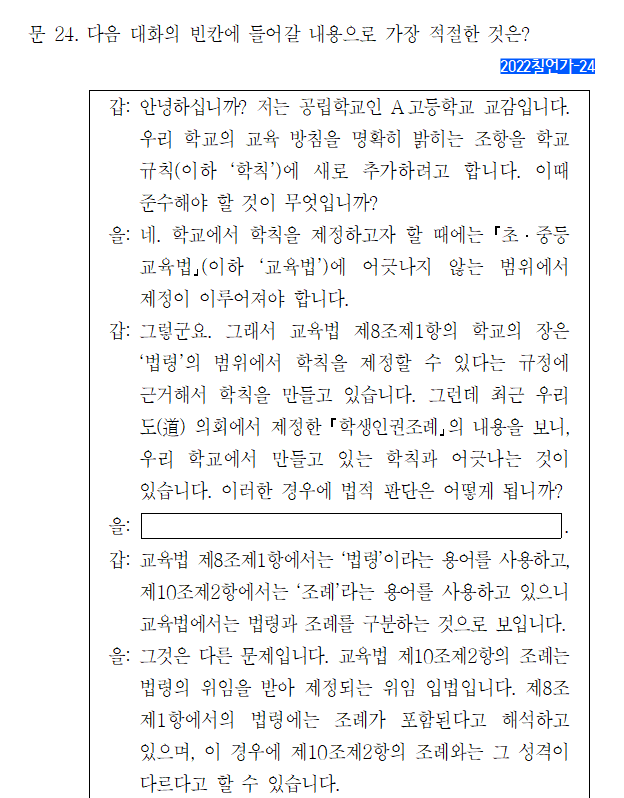 문 24. 다음 대화의 빈칸에 들어갈 내용으로 가장 적절한 것은?
2022칠언가-24
갑: 안녕하십니까? 저는 공립학교인 A고등학교 교감입니다.
우리 학교의 교육 방침을 명확히 밝히는 조항을 학교
규칙(이하 ‘학칙’)에 새로 추가하려고 합니다. 이때
준수해야 할 것이 무엇입니까?
을: 네. 학교에서 학칙을 제정하고자 할 때에는 『초ㆍ중등
교육법』(이하 ‘교육법’)에 어긋나지 않는 범위에서
제정이 이루어져야 합니다.
갑: 그렇군요. 그래서 교육법 제8조제1항의 학교의 장은
‘법령’의 범위에서 학칙을 제정할 수 있다는 규정에
근거해서 학칙을 만들고 있습니다. 그런데 최근 우리
도(道) 의회에서 제정한 『학생인권조례』의 내용을 보니,
우리 학교에서 만들고 있는 학칙과 어긋나는 것이
있습니다. 이러한 경우에 법적 판단은 어떻게 됩니까?
을: .
갑: 교육법 제8조제1항에서는 ‘법령’이라는 용어를 사용하고,
제10조제2항에서는 ‘조례’라는 용어를 사용하고 있으니
교육법에서는 법령과 조례를 구분하는 것으로 보입니다.
을: 그것은 다른 문제입니다. 교육법 제10조제2항의 조례는
법령의 위임을 받아 제정되는 위임 입법입니다. 제8조
제1항에서의 법령에는 조례가 포함된다고 해석하고
있으며, 이 경우에 제10조제2항의 조례와는 그 성격이
다르다고 할 수 있습니다.